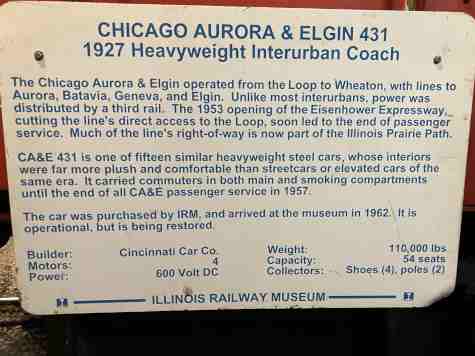 CHICAGO AURORA & ELGIN 431
1927 Heavyweight Interurban Coach
The Chicago Aurora & Elgin operated from the Loop to Wheaton, with lines to
Aurora, Batavia, Geneva, and Elgin. Unlike most interurbans, power was
distributed by a third rail. The 1953 opening of the Eisenhower Expressway,
cutting the line's direct access to the Loop, soon led to the end of passenger
service. Much of the line's right-of-way is now part of the Illinois Prairie Path.
CA&E 431 is one of fifteen similar heavyweight steel cars, whose interiors
were far more plush and comfortable than streetcars or elevated cars of the
same era. It carried commuters in both main and smoking compartments
until the end of all CA&E passenger service in 1957.
The car was purchased by IRM, and arrived at the museum in 1962. It is
operational, but is being restored.
Builder: Cincinnati Car Co. Weight: 110,000 lbs
Motors: 4 Capacity: 54 seats
Power: 600 Volt DC Collectors: Shoes (4), poles (2)
ILLINOIS RAILWAY MUSEUM